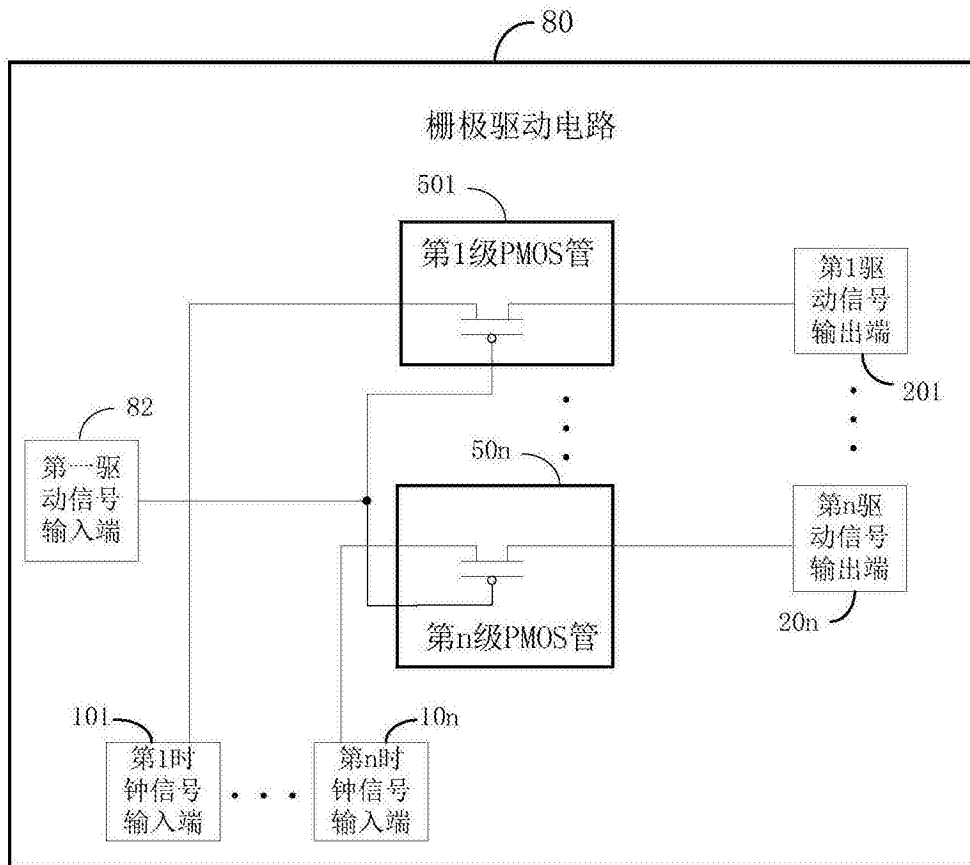 80
栅极驱动电路
501
第1级PMOS管
第1驱
动信号
输出端
201
82
第一驱
动信号
输入端
50n
第n级PMOS管
第n驱
动信号
输出端
20n
101
第1时
钟信号
输入端
10n
第n时
钟信号
输入端